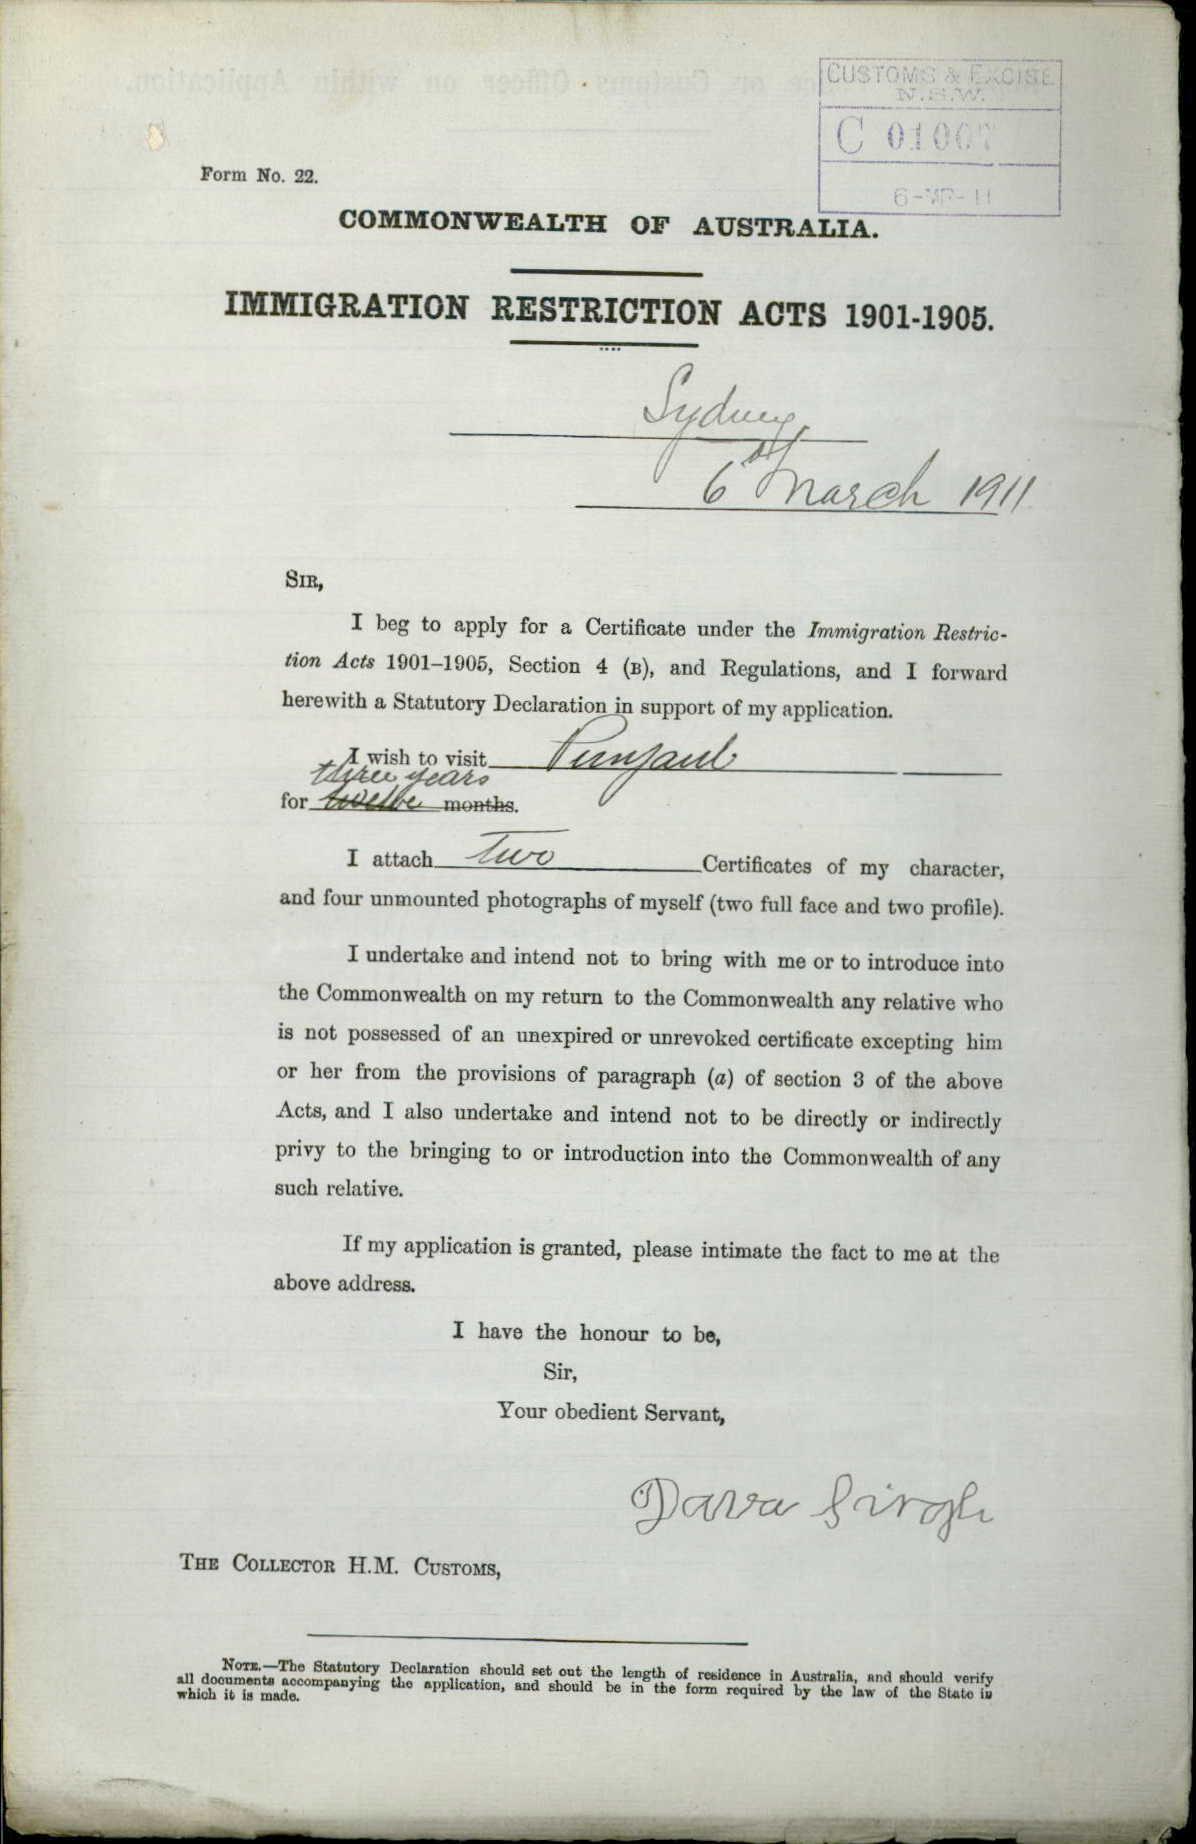 CUSTOMS & EXCISE
N.S.W.
C 01007
6-MR-11
Form No. 22.
COMMONWEALTH OF AUSTRALIA.
IMMIGRATION RESTRICTION ACTS 1901-1905.
Sydney
6th March 1911
SIR,
I beg to apply for a Certificate under the Immigration Restric-
tion Acts 1901–1905, Section 4 (B), and Regulations, and I forward
herewith a Statutory Declaration in support of my application.
I wish to visit Punjaub
three years
for twelve months.
I attach Two Certificates of my character,
and four unmounted photographs of myself (two full face and two profile).
I undertake and intend not to bring with me or to introduce into
the Commonwealth on my return to the Commonwealth any relative who
is not possessed of an unexpired or unrevoked certificate excepting him
or her from the provisions of paragraph (a) of section 3 of the above
Acts, and I also undertake and intend not to be directly or indirectly
privy to the bringing to or introduction into the Commonwealth of any
such relative.
If my application is granted, please intimate the fact to me at the
above address.
I have the honour to be,
Sir,
Your obedient Servant,
Dava Singh
THE COLLECTOR H.M. CUSTOMS,
NOTE.—The Statutory Declaration should set out the length of residence in Australia, and should verify
all documents accompanying the application, and should be in the form required by the law of the State in
which it is made.